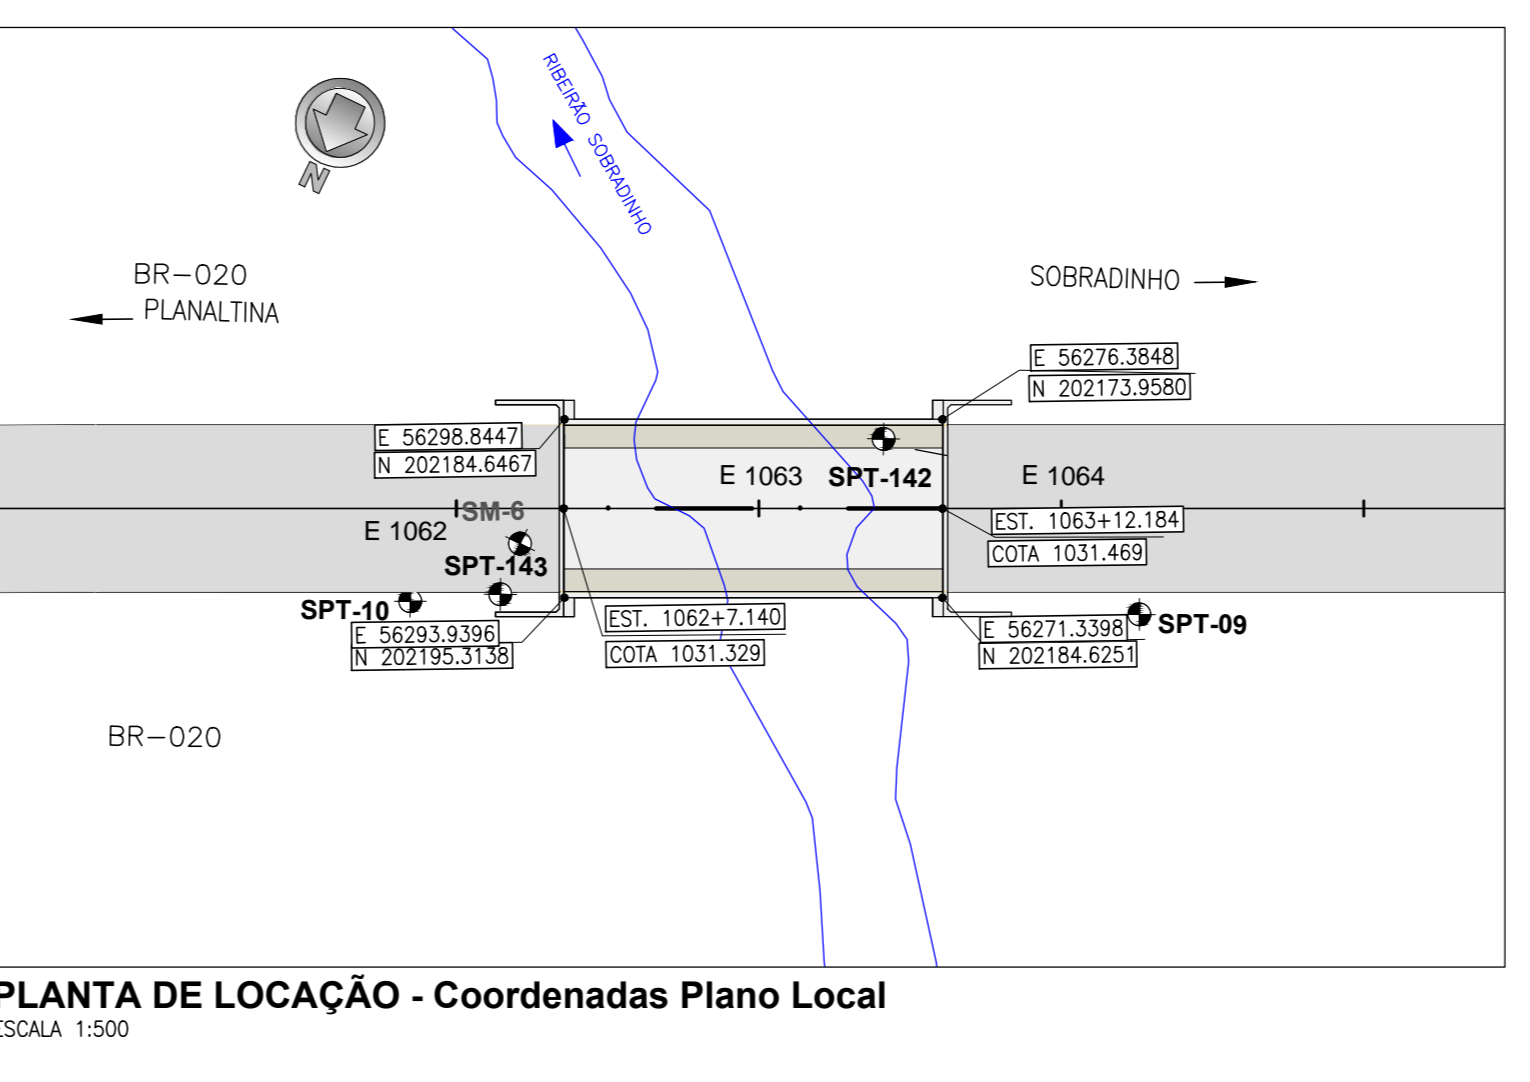 RIBEIRÃO SOBRADINHO
N
BR-020
PLANALTINA
SOBRADINHO
E 56276.3848
N 202173.9580
E 56298.8447
N 202184.6467
E 1063
SPT-142
E 1064
SM-6
E 1062
EST. 1063+12.184
COTA 1031.469
SPT-143
SPT-10
E 56293.9396
N 202195.3138
EST. 1062+7.140
COTA 1031.329
E 56271.3398
N 202184.6251
SPT-09
BR-020
PLANTA DE LOCAÇÃO - Coordenadas Plano Local
ESCALA 1:500